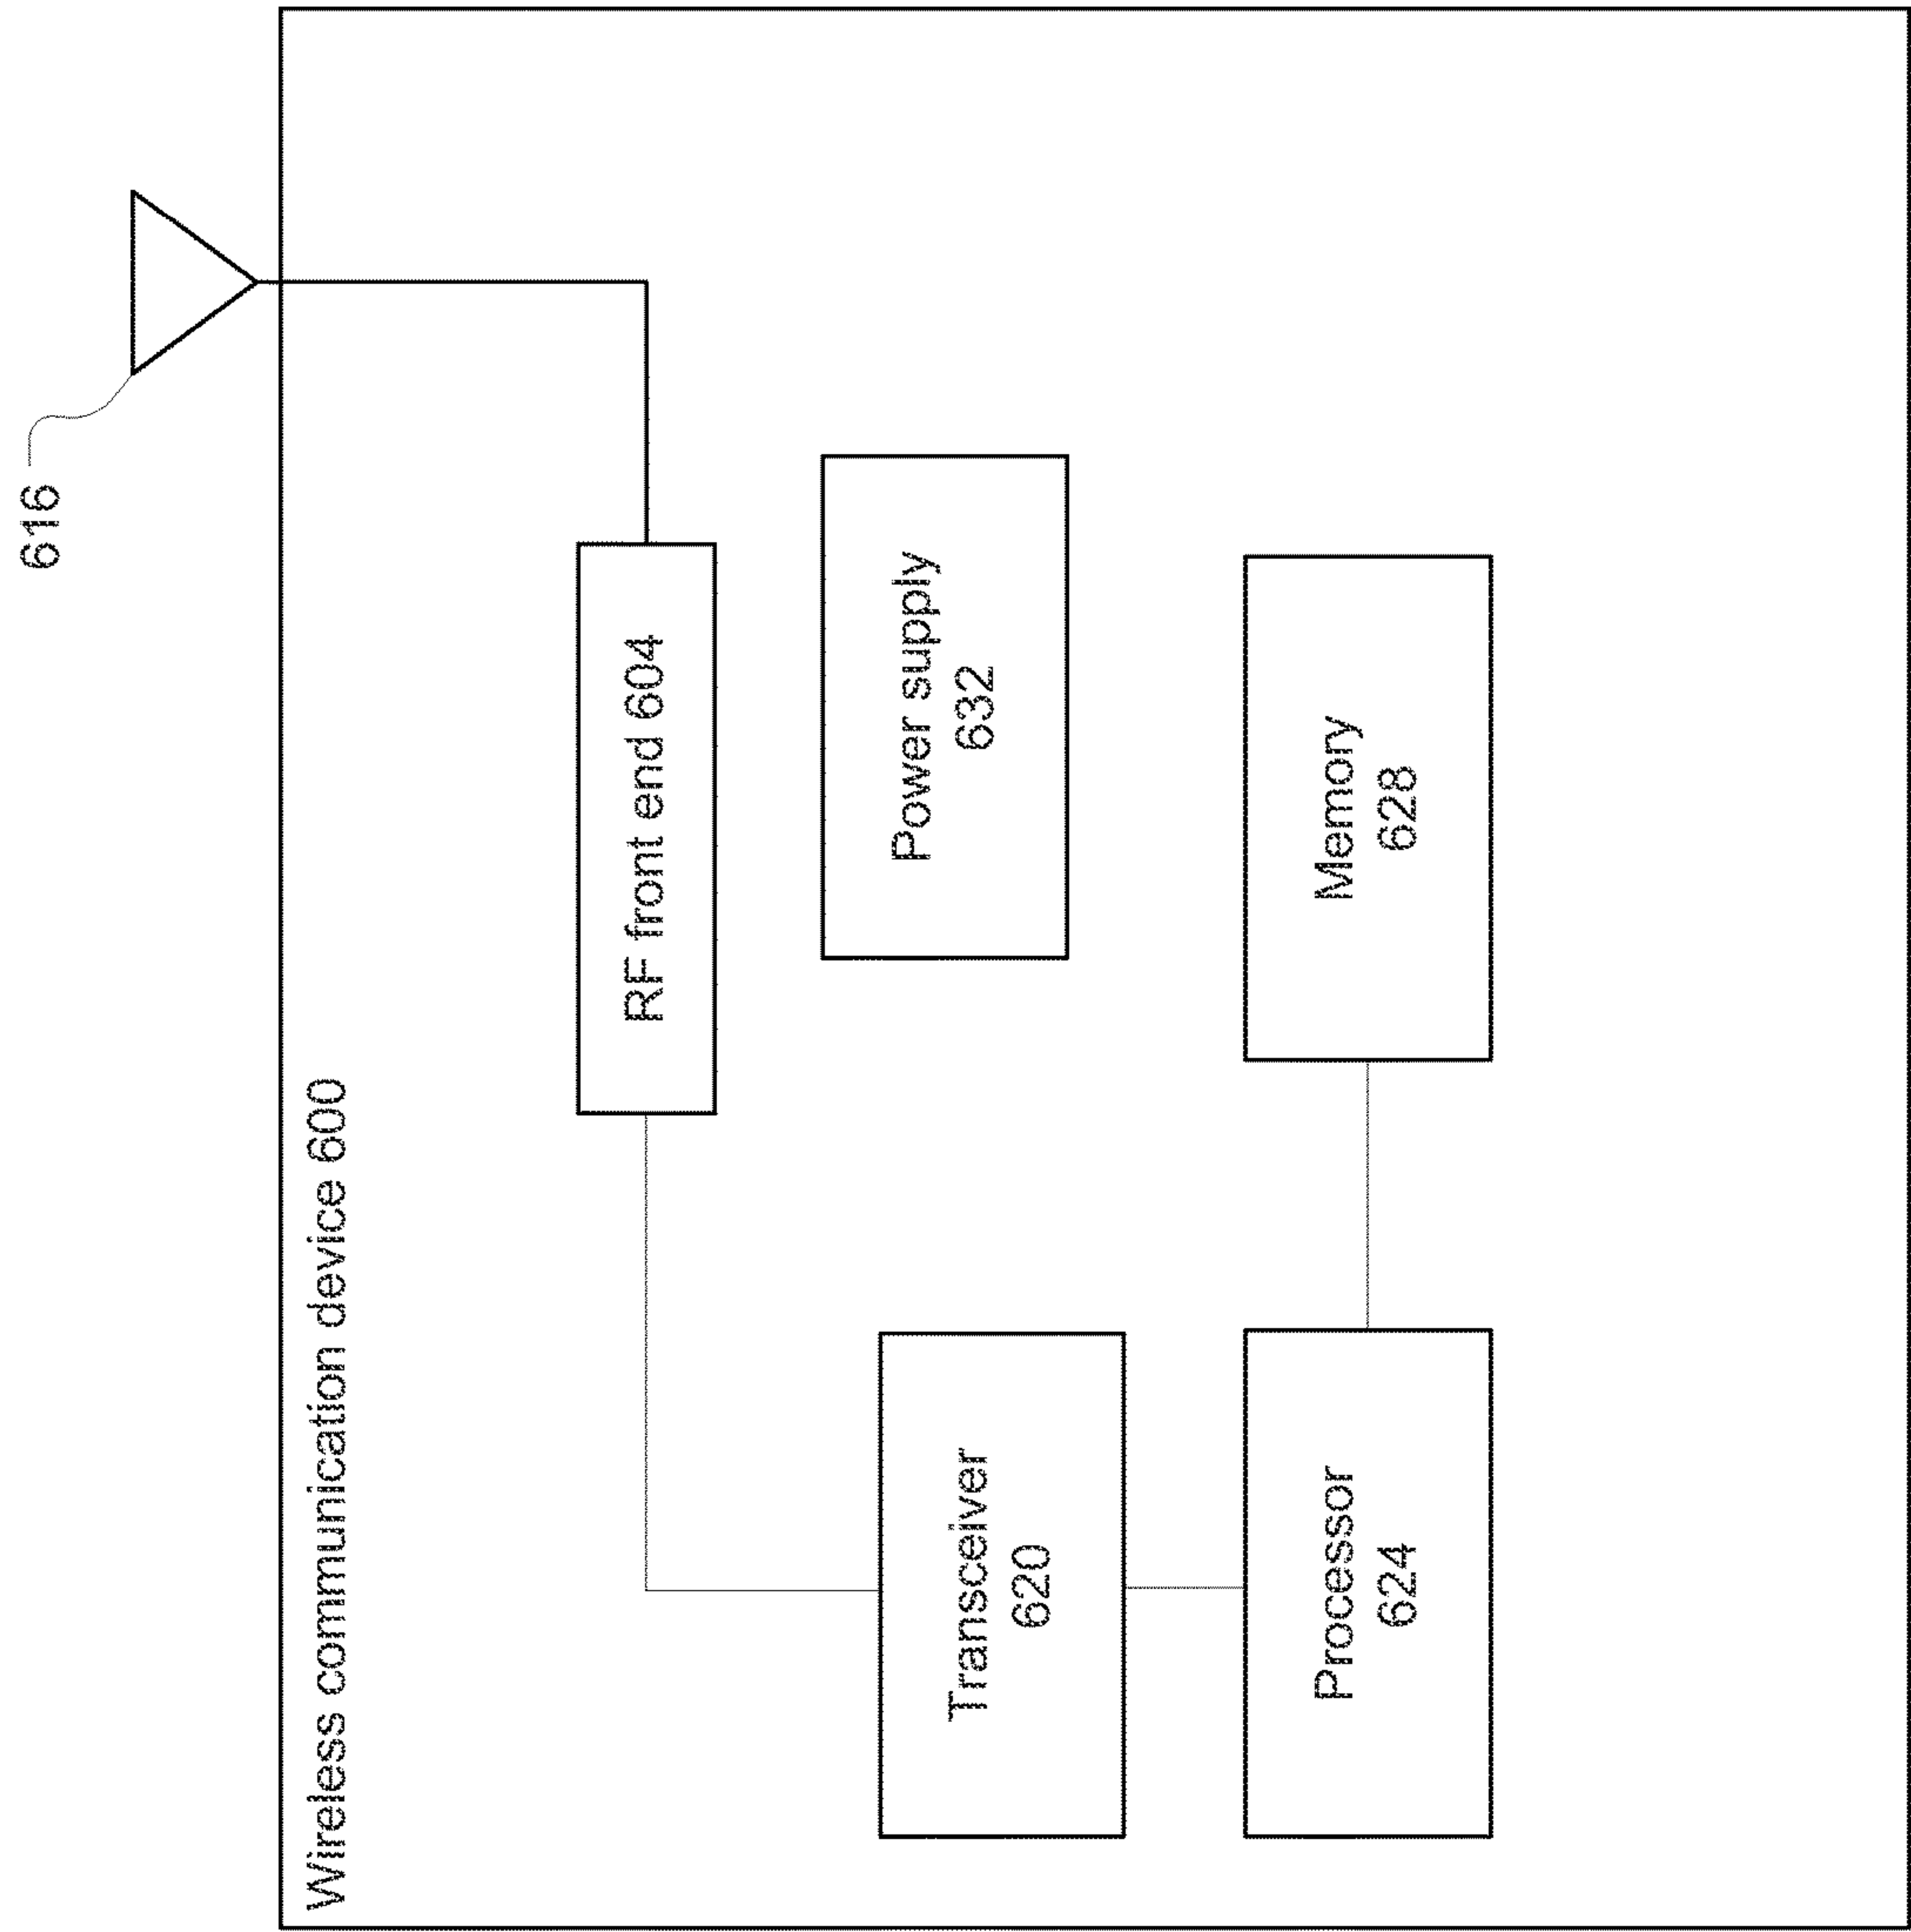 616
Wireless communication device 600
RF front end 604
Power supply
632
Transceiver
620
Processor
624
Memory
628